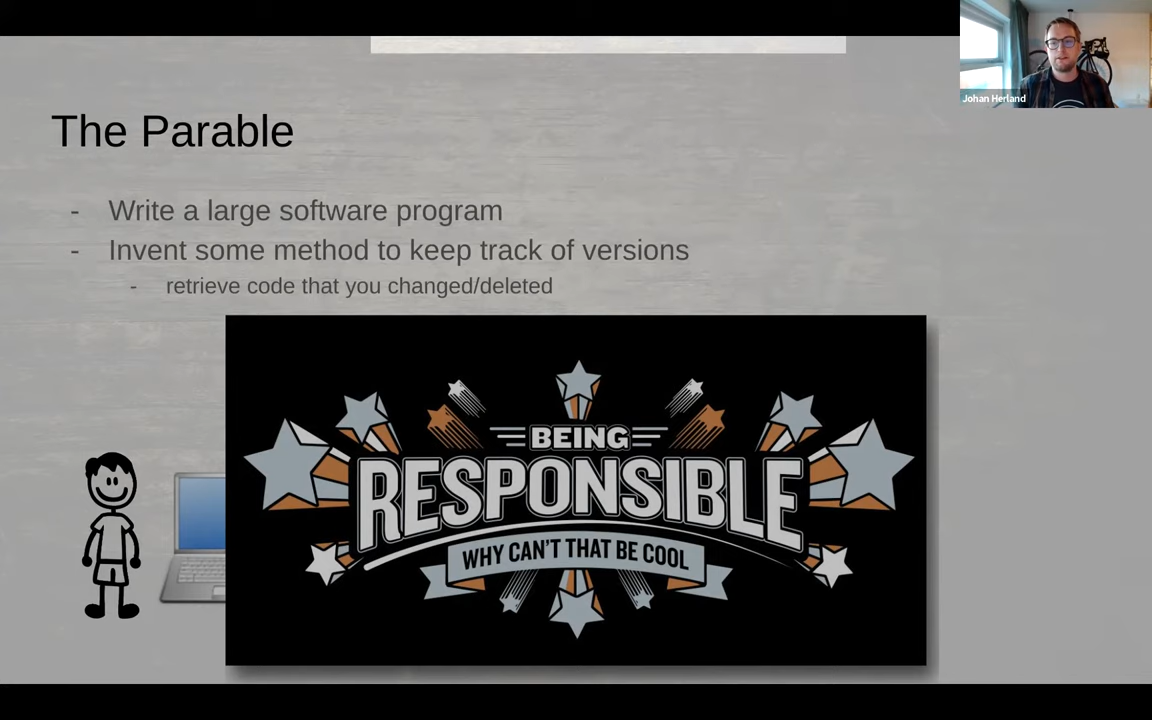 Johan Herland
The Parable
- Write a large software program
- Invent some method to keep track of versions
- retrieve code that you changed/deleted
BEING
RESPONSIBLE
WHY CAN'T THAT BE COOL